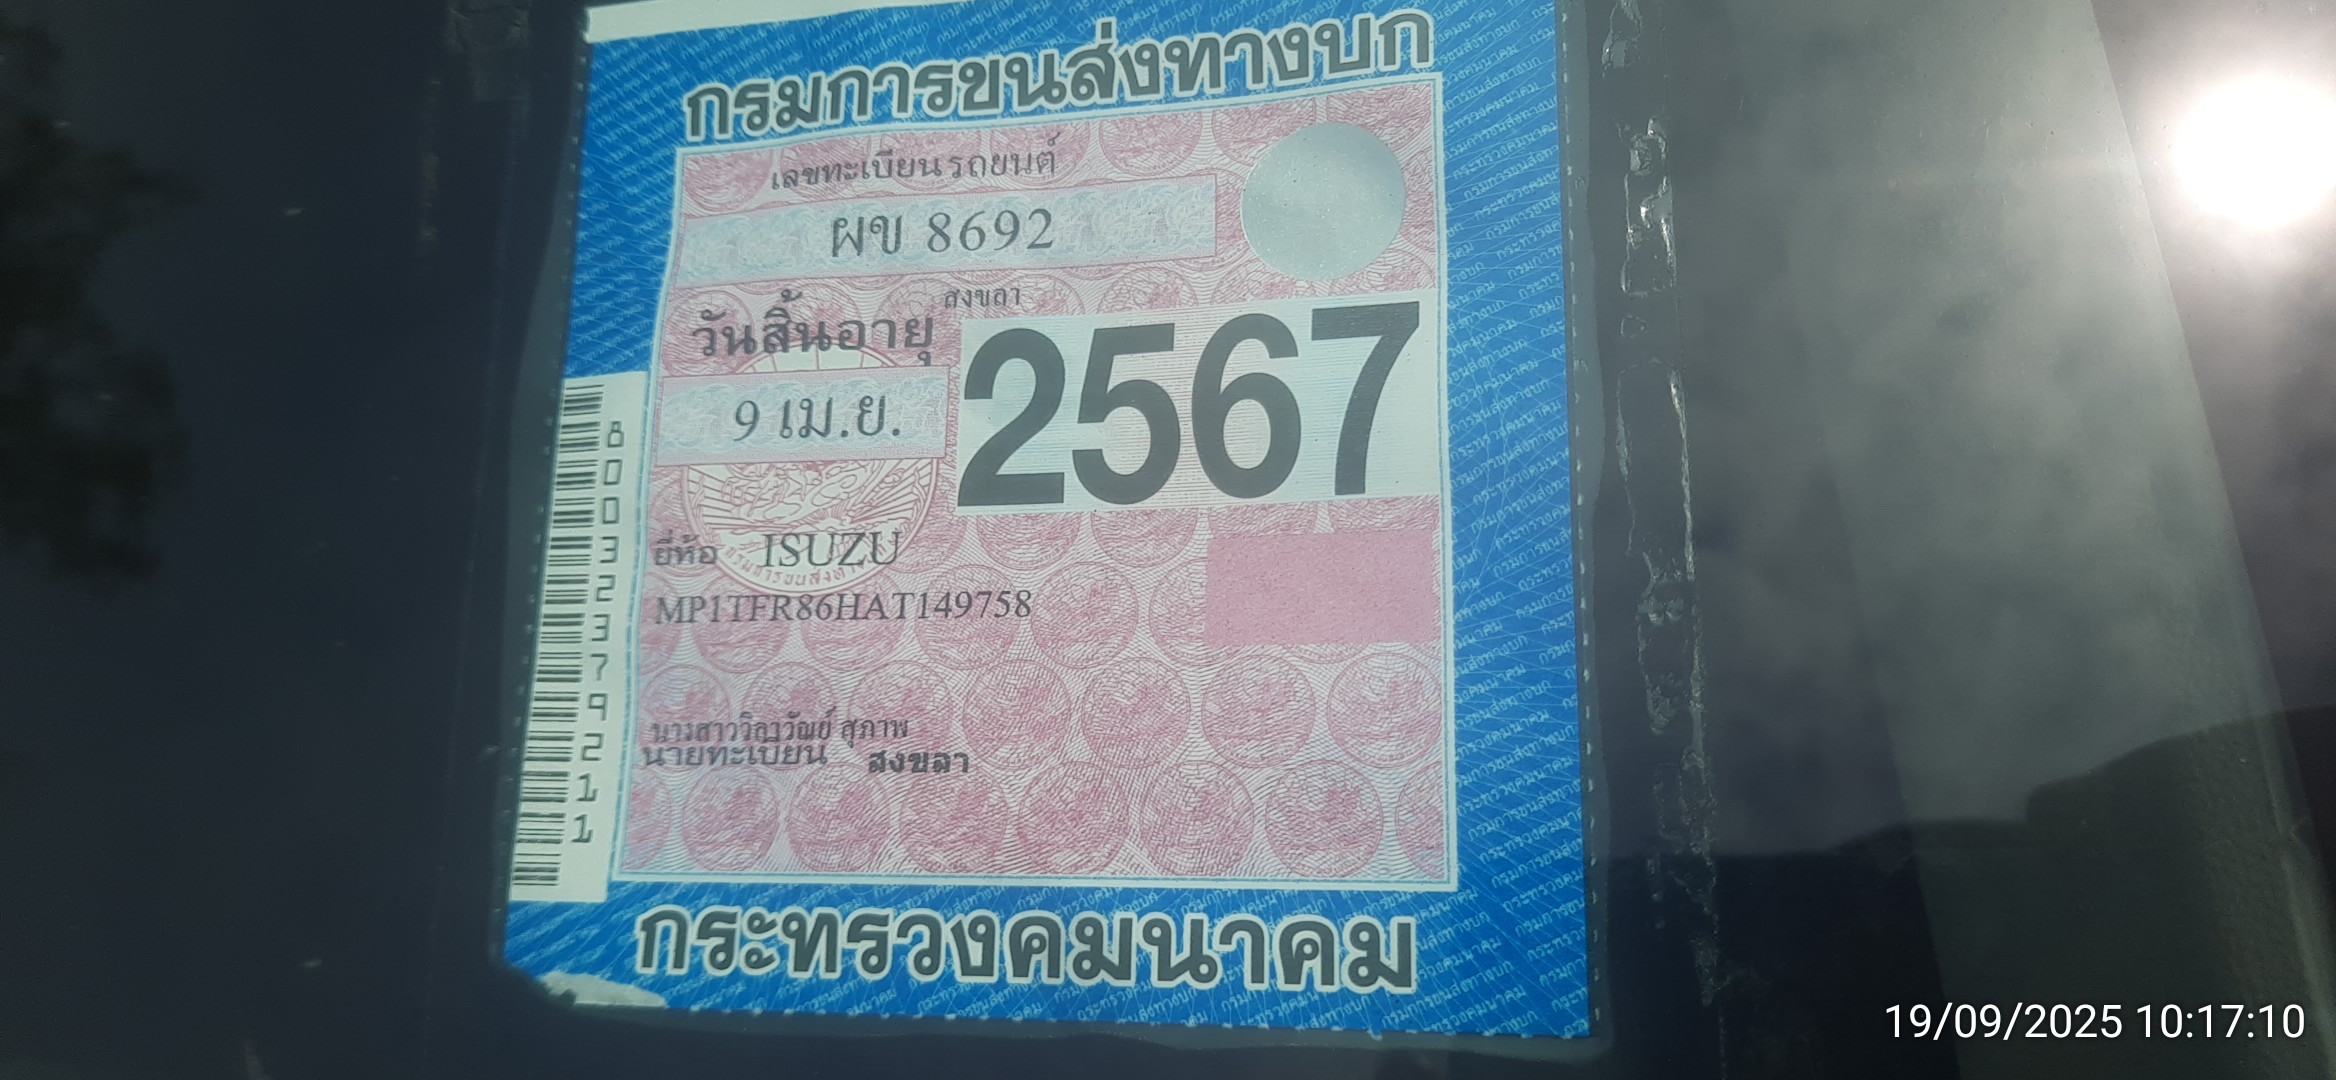 กรมการขนส่งทางบก
เลขทะเบียนรถยนต์
ผข 8692
สงขลา
วันสิ้นอายุ
9 เม.ย.
2567
ยี่ห้อ ISUZU
MP1TFR86HAT149758
นางสาววิลาวัณย์ สุภาพ
นายทะเบียน สงขลา
8003237921​1
กระทรวงคมนาคม
19/09/2025 10:17:10